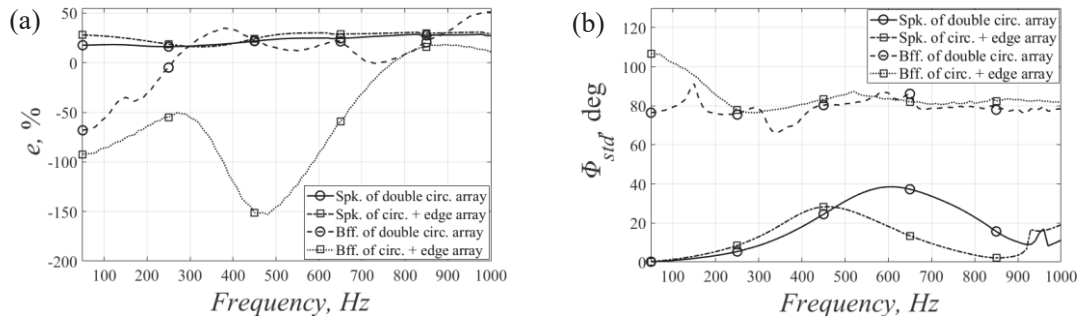 (a)
50
0
-50
-100
-150
-200
e, %
100 200 300 400 500 600 700 800 900 1000
Frequency, Hz
Spk. of double circ. array
Spk. of circ. + edge array
Bff. of double circ. array
Bff. of circ. + edge array
(b)
140
120
100
80
60
40
20
0
Φstd, deg
100 200 300 400 500 600 700 800 900 1000
Frequency, Hz
Spk. of double circ. array
Spk. of circ. + edge array
Bff. of double circ. array
Bff. of circ. + edge array